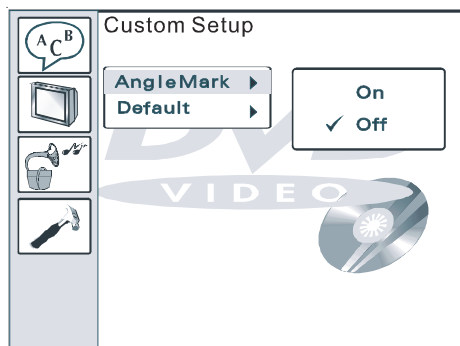 Custom Setup
A C B
AngleMark
Default
On
✓ Off
DVD
VIDEO